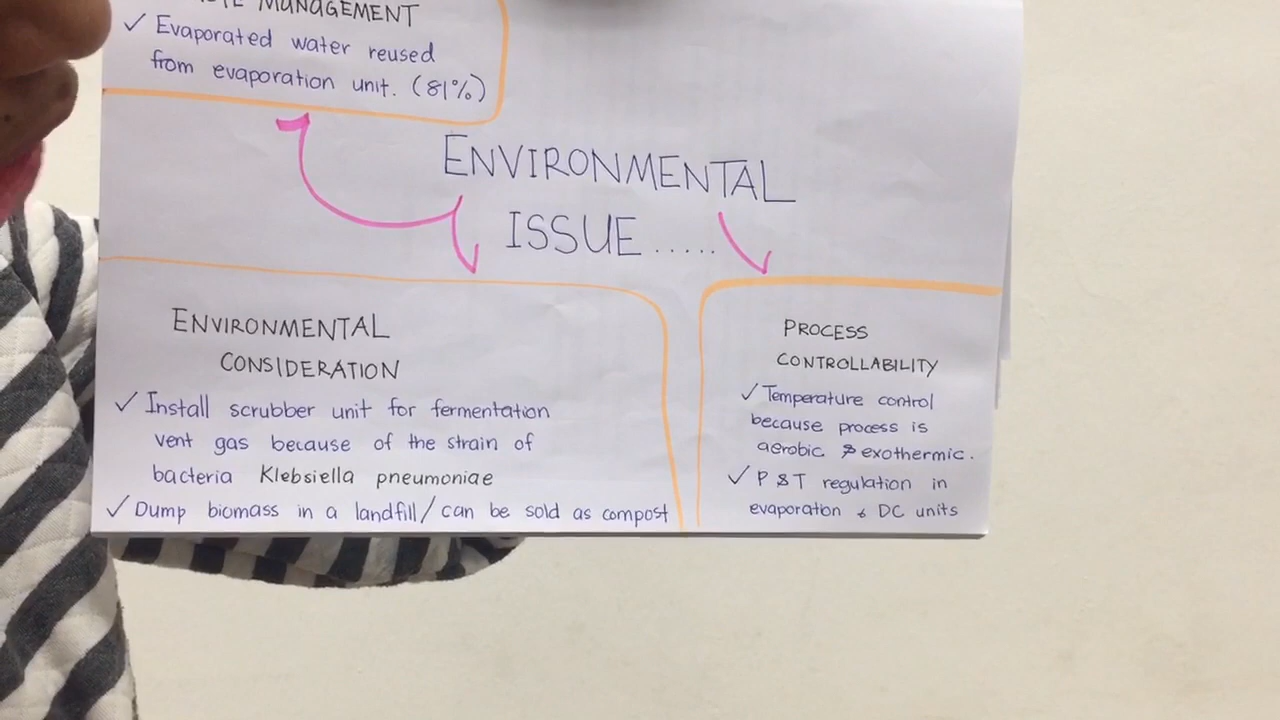 MANAGEMENT
✓ Evaporated water reused
from evaporation unit. (81%)
ENVIRONMENTAL
ISSUE.....
ENVIRONMENTAL
CONSIDERATION
✓ Install scrubber unit for fermentation
vent gas because of the strain of
bacteria Klebsiella pneumoniae
✓ Dump biomass in a landfill/can be sold as compost
PROCESS
CONTROLLABILITY
✓ Temperature control
because process is
aerobic & exothermic.
✓ P & T regulation in
evaporation & DC units